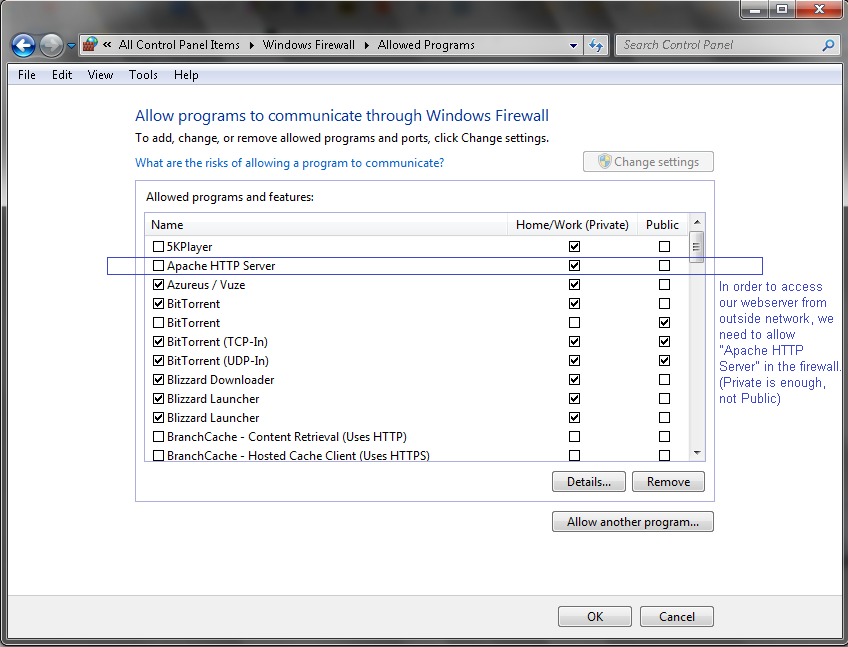 « All Control Panel Items Windows Firewall Allowed Programs
Search Control Panel
File Edit View Tools Help
Allow programs to communicate through Windows Firewall
To add, change, or remove allowed programs and ports, click Change settings.
What are the risks of allowing a program to communicate?
Change settings
Allowed programs and features:
Name Home/Work (Private) Public
5KPlayer
Apache HTTP Server
Azureus / Vuze
BitTorrent
BitTorrent
BitTorrent (TCP-In)
BitTorrent (UDP-In)
Blizzard Downloader
Blizzard Launcher
Blizzard Launcher
BranchCache - Content Retrieval (Uses HTTP)
BranchCache - Hosted Cache Client (Uses HTTPS)
In order to access
our webserver from
outside network, we
need to allow
"Apache HTTP
Server" in the firewall.
(Private is enough,
not Public)
Details... Remove
Allow another program...
OK Cancel